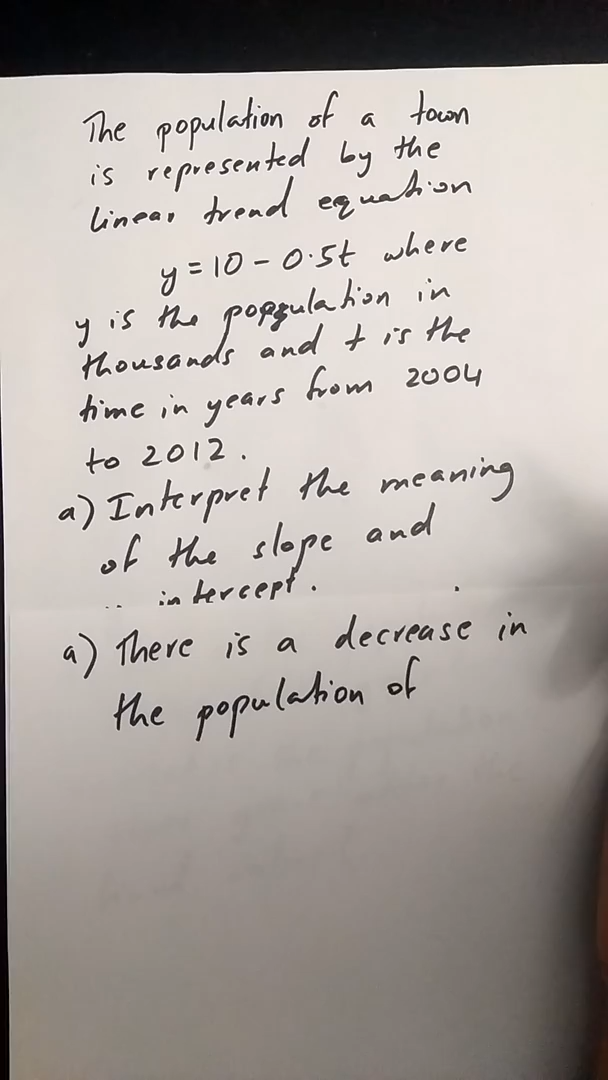 The population of a town
is represented by the
linear trend equation
y = 10 - 0.5t where
y is the population in
thousands and t is the
time in years from 2004
to 2012.
a) Interpret the meaning
of the slope and
intercept.
a) There is a decrease in
the population of